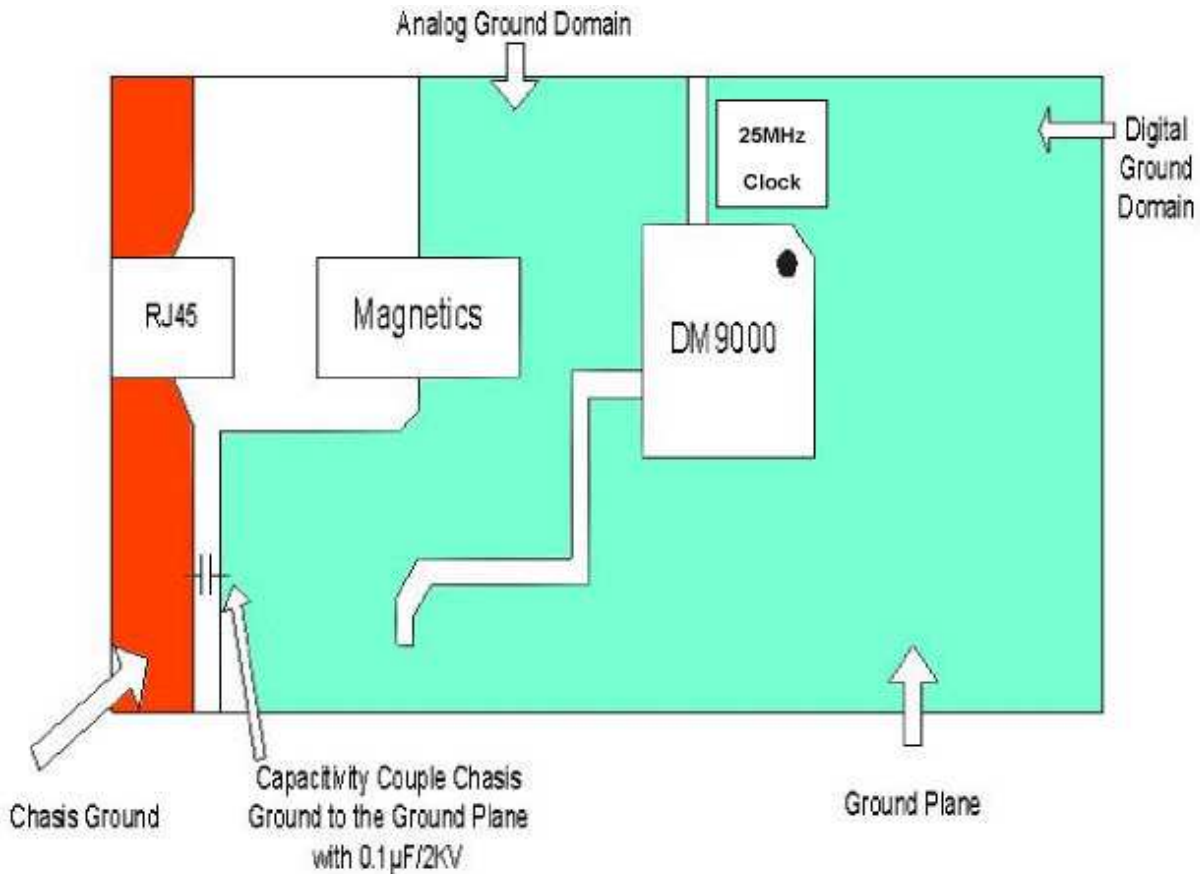 Analog Ground Domain
25MHz
Clock
Digital
Ground
Domain
RJ45
Magnetics
DM9000
Chasis Ground
Capacitivity Couple Chasis
Ground to the Ground Plane
with 0.1µF/2KV
Ground Plane